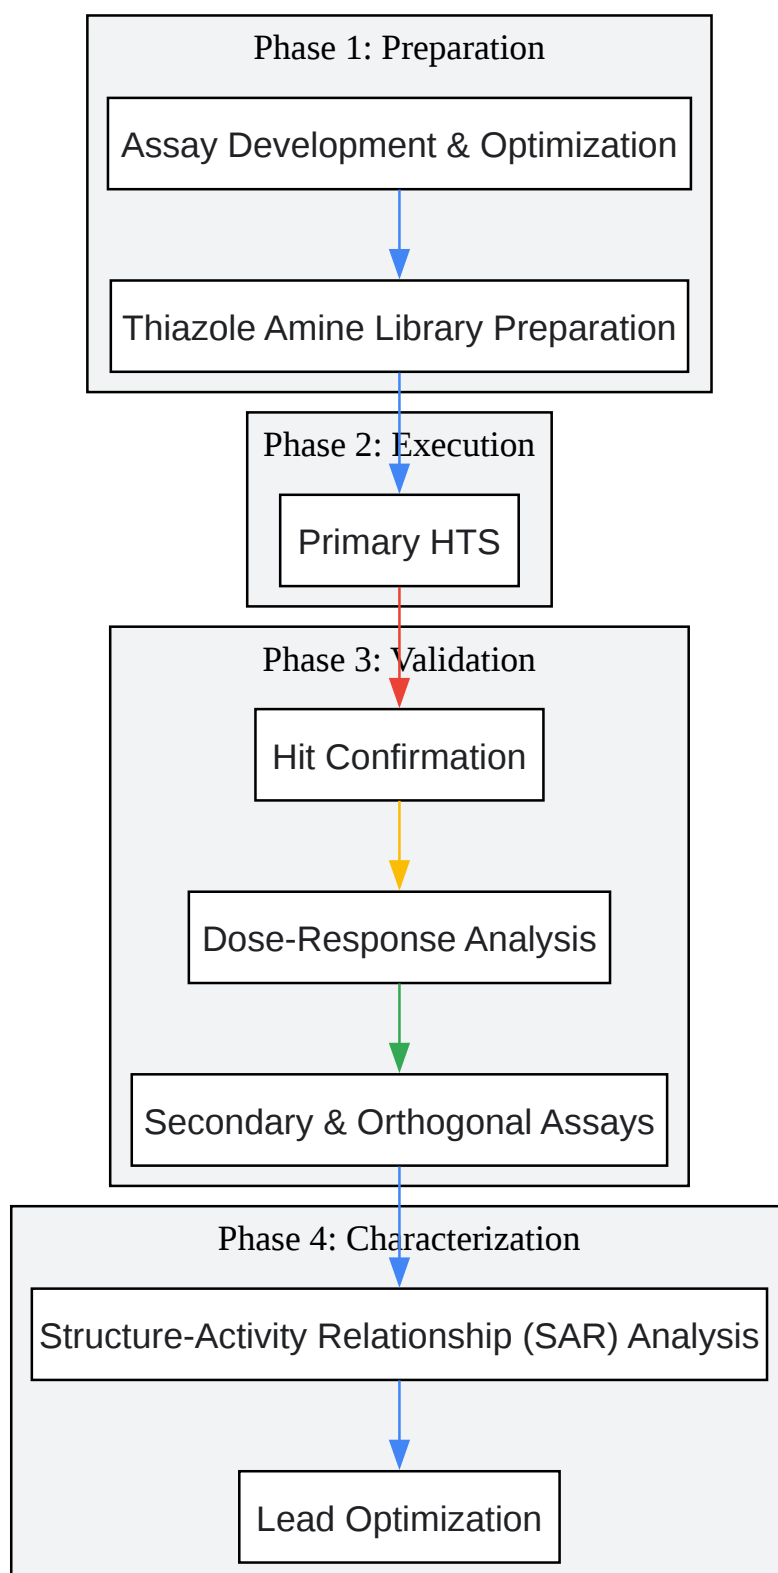 Phase 1: Preparation
Assay Development & Optimization
Thiazole Amine Library Preparation
Phase 2: Execution
Primary HTS
Phase 3: Validation
Hit Confirmation
Dose-Response Analysis
Secondary & Orthogonal Assays
Phase 4: Characterization
Structure-Activity Relationship (SAR) Analysis
Lead Optimization